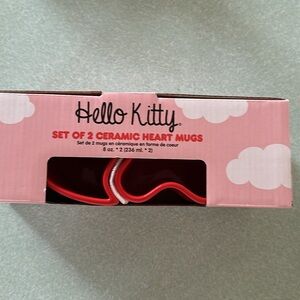 Hello Kitty
SET OF 2 CERAMIC HEART MUGS
Set de 2 mugs en céramique en forme de coeur
8 oz. * 2 (236 ml. * 2)